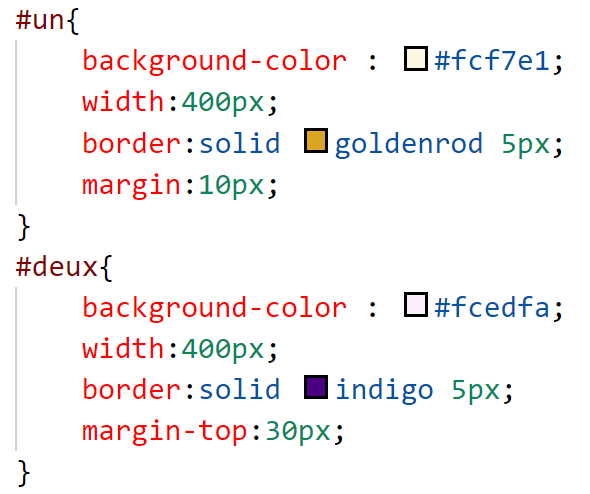 #un{
background-color : #fcf7e1;
width:400px;
border:solid goldenrod 5px;
margin:10px;
}
#deux{
background-color : #fcedfa;
width:400px;
border:solid indigo 5px;
margin-top:30px;
}